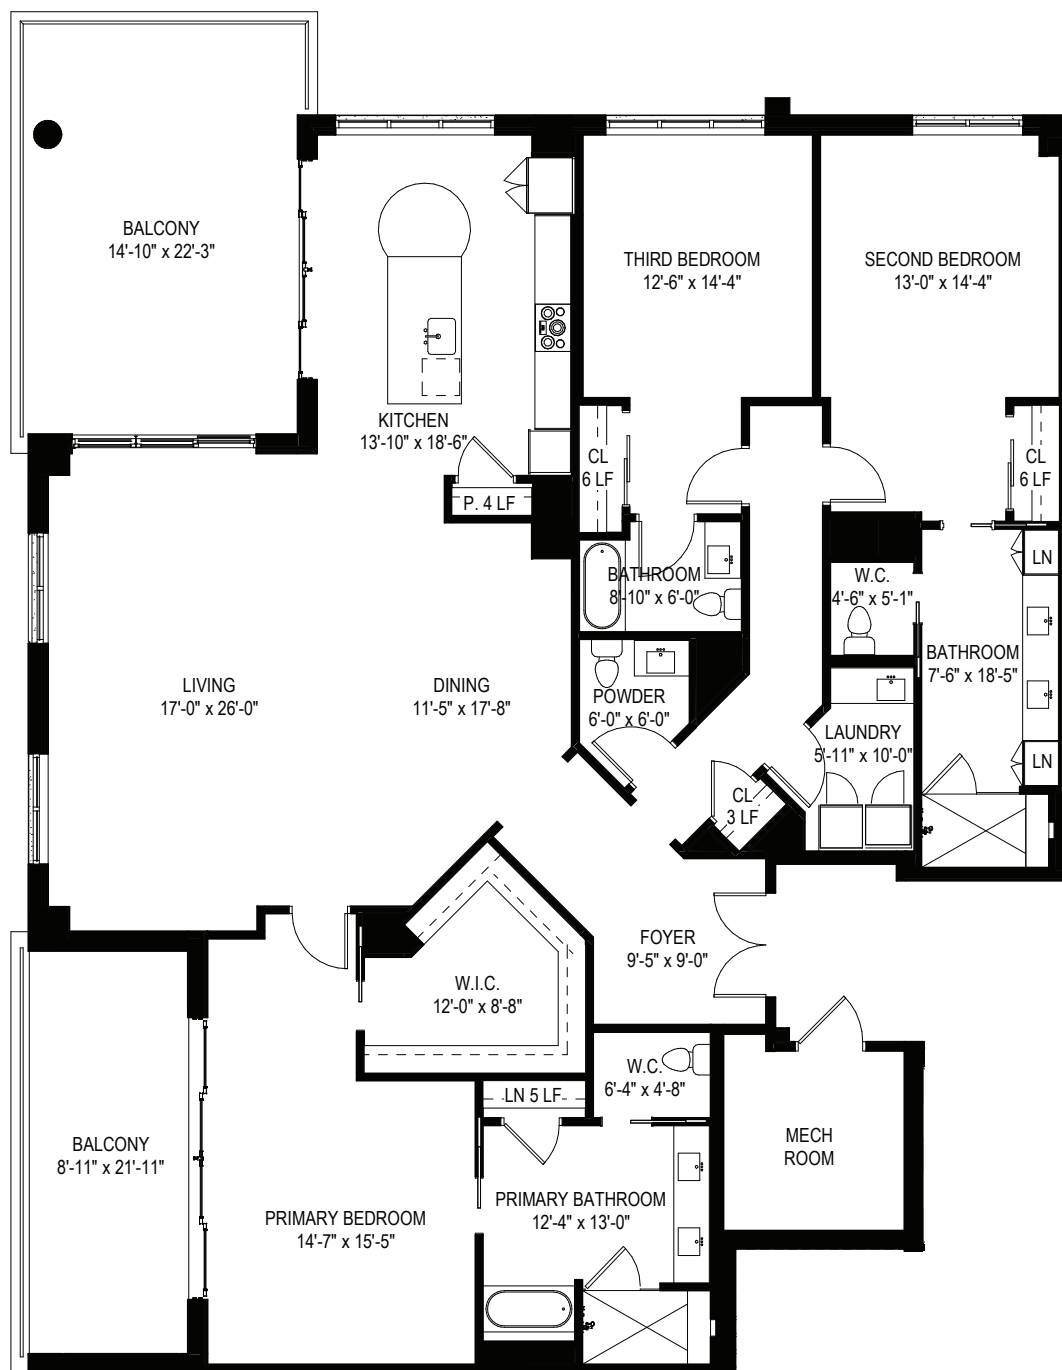 BALCONY
14'-10" x 22'-3"
THIRD BEDROOM
12'-6" x 14'-4"
SECOND BEDROOM
13'-0" x 14'-4"
KITCHEN
13'-10" x 18'-6"
P. 4 LF
CL
6 LF
CL
6 LF
BATHROOM
8'-10" x 6'-0"
W.C.
4'-6" x 5'-1"
LN
BATHROOM
7'-6" x 18'-5"
LIVING
17'-0" x 26'-0"
DINING
11'-5" x 17'-8"
POWDER
6'-0" x 6'-0"
LAUNDRY
5'-11" x 10'-0"
LN
CL
3 LF
FOYER
9'-5" x 9'-0"
W.I.C.
12'-0" x 8'-8"
W.C.
6'-4" x 4'-8"
LN 5 LF
BALCONY
8'-11" x 21'-11"
MECH
ROOM
PRIMARY BEDROOM
14'-7" x 15'-5"
PRIMARY BATHROOM
12'-4" x 13'-0"